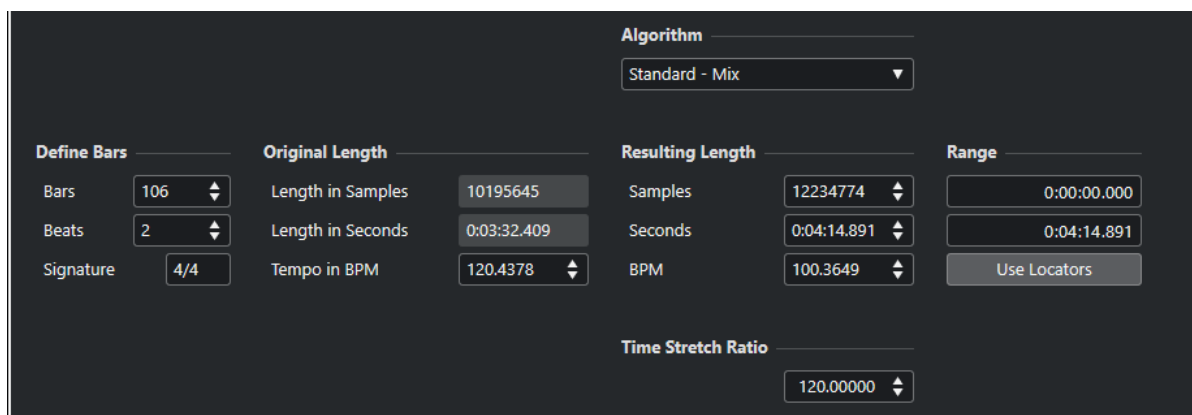 Algorithm
Standard - Mix
Define Bars Original Length Resulting Length Range
Bars 106 Length in Samples 10195645 Samples 12234774 0:00:00.000
Beats 2 Length in Seconds 0:03:32.409 Seconds 0:04:14.891 0:04:14.891
Signature 4/4 Tempo in BPM 120.4378 BPM 100.3649 Use Locators
Time Stretch Ratio
120.00000